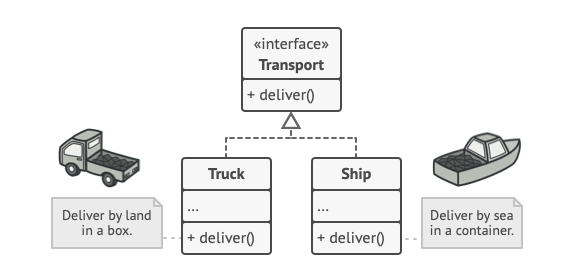 «interface»
Transport
+ deliver()
Truck
...
+ deliver()
Ship
...
+ deliver()
Deliver by land
in a box.
Deliver by sea
in a container.